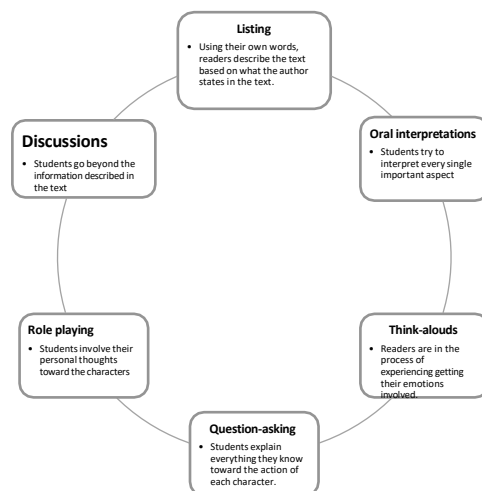 Listing
• Using their own words,
readers describe the text
based on what the author
states in the text.
Oral interpretations
• Students try to
interpret every single
important aspect
Think-alouds
• Readers are in the
process of
experiencing getting
their emotions
involved.
Question-asking
• Students explain
everything they know
toward the action of
each character.
Role playing
• Students involve their
personal thoughts
toward the characters
Discussions
• Students go beyond the
information described in
the text